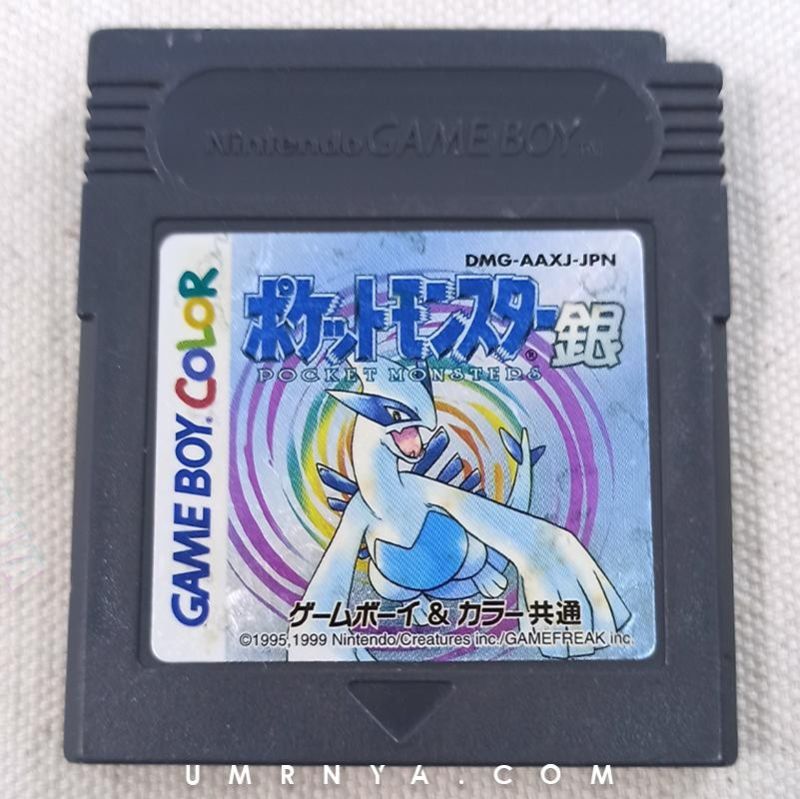 Nintendo GAME BOY TM
DMG-AAXJ-JPN
ポケットモンスター銀
®
POCKET MONSTERS
GAME BOY COLOR
ゲームボーイ & カラー共通
©1995,1999 Nintendo/Creatures inc./GAMEFREAK inc.
UMRNYA.COM